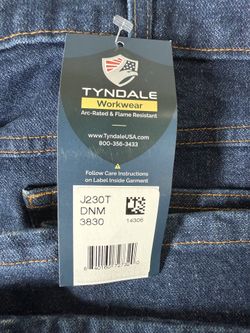 TYNDALE
Workwear
Arc-Rated & Flame Resistant
www.TyndaleUSA.com
800-356-3433
Follow Care Instructions
on Label Inside Garment
J230T
DNM
3830
14306